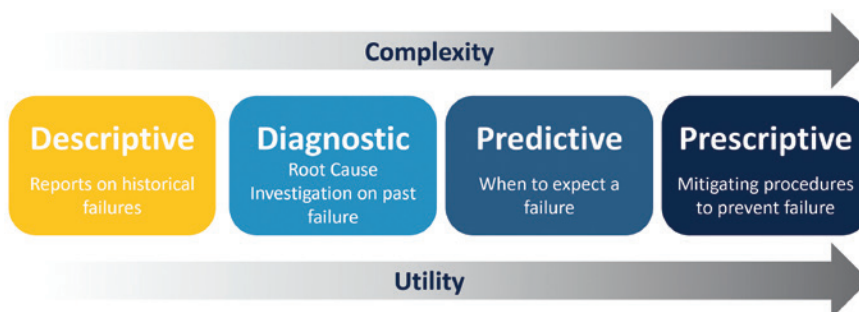 Complexity
Descriptive
Reports on historical
failures
Diagnostic
Root Cause
Investigation on past
failure
Predictive
When to expect a
failure
Prescriptive
Mitigating procedures
to prevent failure
Utility